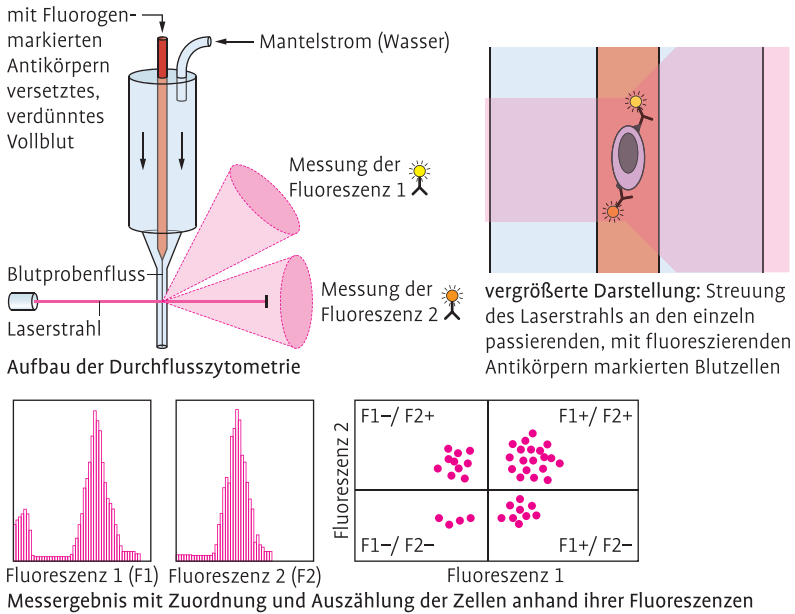 mit Fluorogen-
markierten
Antikörpern
versetztes,
verdünntes
Vollblut
Mantelstrom (Wasser)
Messung der
Fluoreszenz 1
Blutprobenfluss
Messung der
Fluoreszenz 2
Laserstrahl
Aufbau der Durchflusszytometrie
vergrößerte Darstellung: Streuung
des Laserstrahls an den einzeln
passierenden, mit fluoreszierenden
Antikörpern markierten Blutzellen
Fluoreszenz 1 (F1)
Fluoreszenz 2 (F2)
Fluoreszenz 2
F1–/ F2+
F1+/ F2+
F1–/ F2–
F1+/ F2–
Fluoreszenz 1
Messergebnis mit Zuordnung und Auszählung der Zellen anhand ihrer Fluoreszenzen